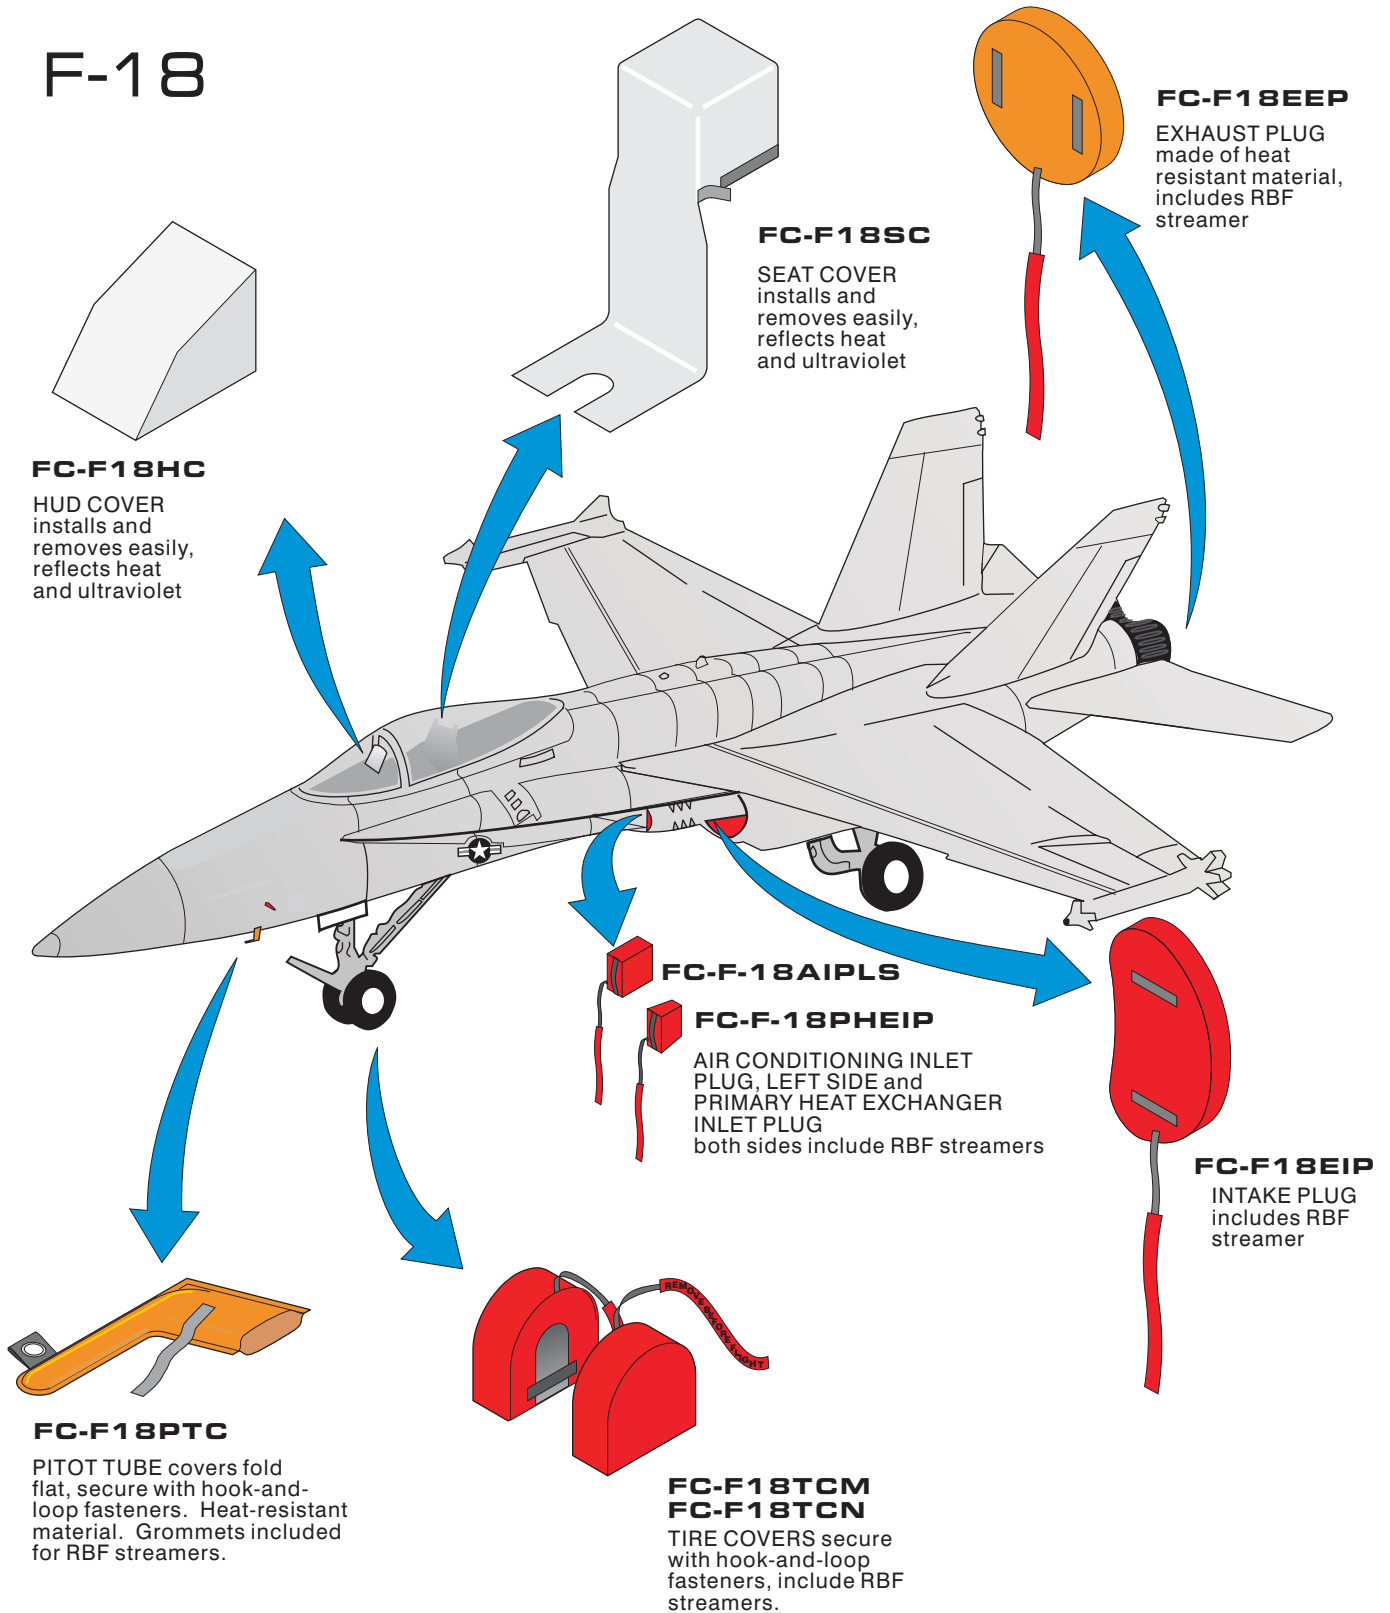 F-18
FC-F18EEP
EXHAUST PLUG
made of heat
resistant material,
includes RBF
streamer
FC-F18SC
SEAT COVER
installs and
removes easily,
reflects heat
and ultraviolet
FC-F18HC
HUD COVER
installs and
removes easily,
reflects heat
and ultraviolet
FC-F-18AIPLS
FC-F-18PHEIP
AIR CONDITIONING INLET
PLUG, LEFT SIDE and
PRIMARY HEAT EXCHANGER
INLET PLUG
both sides include RBF streamers
FC-F18EIP
INTAKE PLUG
includes RBF
streamer
REMOVE BEFORE FLIGHT
FC-F18PTC
PITOT TUBE covers fold
flat, secure with hook-and-
loop fasteners.  Heat-resistant
material.  Grommets included
for RBF streamers.
FC-F18TCM
FC-F18TCN
TIRE COVERS secure
with hook-and-loop
fasteners, include RBF
streamers.